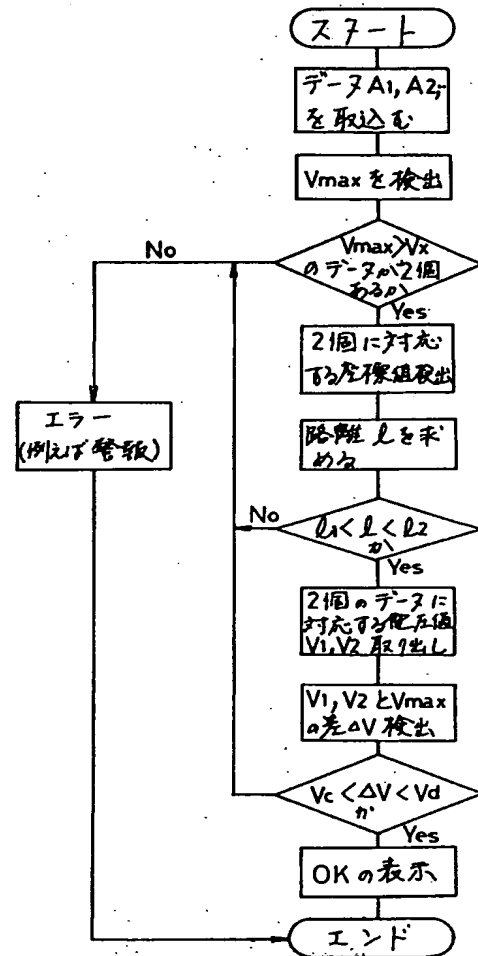 スタート
データA1,A2,…
を取込む
Vmaxを検出
Vmax>Vx
のデータが2個
あるか
No
Yes
2個に対応
する座標値検出
エラー
(例えば警報)
距離lを求
める
l1<l<l2
か
No
Yes
2個のデータに
対応する電圧値
V1,V2取り出し
V1,V2とVmax
の差ΔV検出
Vc<ΔV<Vd
か
Yes
OKの表示
エンド